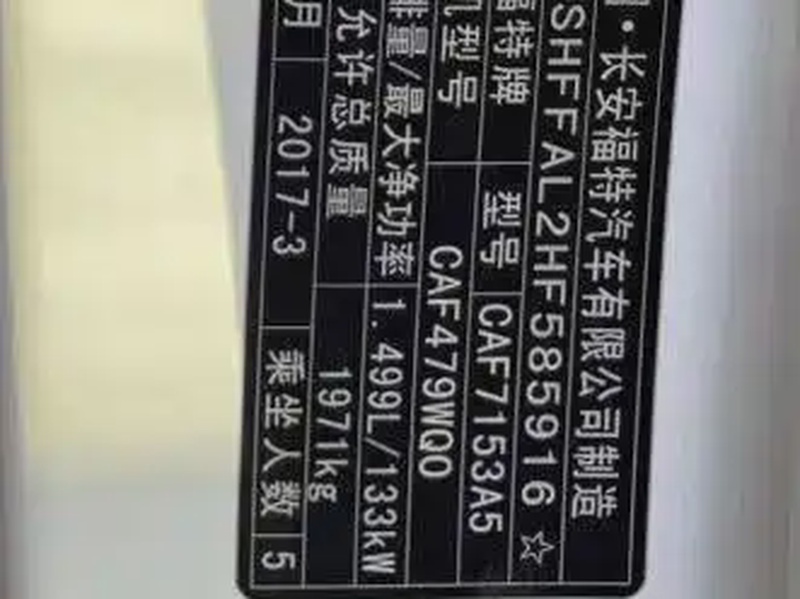 ·长安福特汽车有限公司制造
SHFFAL2HF585916☆
福特牌 型号 CAF7153A5
机型号 CAF479WQ0
排量/最大净功率 1.499L/133kW
允许总质量 1971kg
月 2017-3 乘坐人数 5